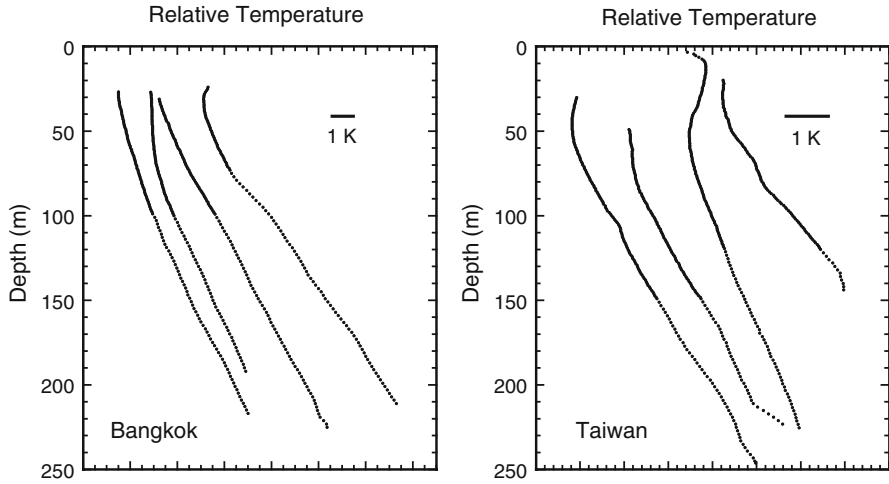 Relative Temperature
0
50
100
150
200
250
Depth (m)
1 K
Bangkok
Relative Temperature
0
50
100
150
200
250
Depth (m)
1 K
Taiwan